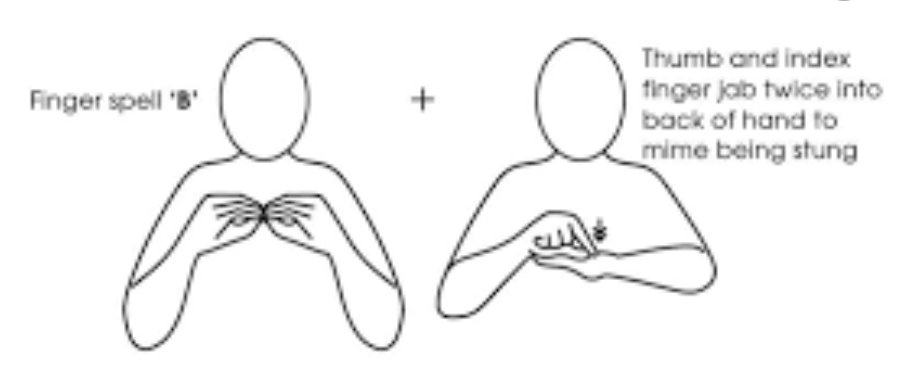 Finger spell 'B'
+
Thumb and index
finger jab twice into
back of hand to
mime being stung